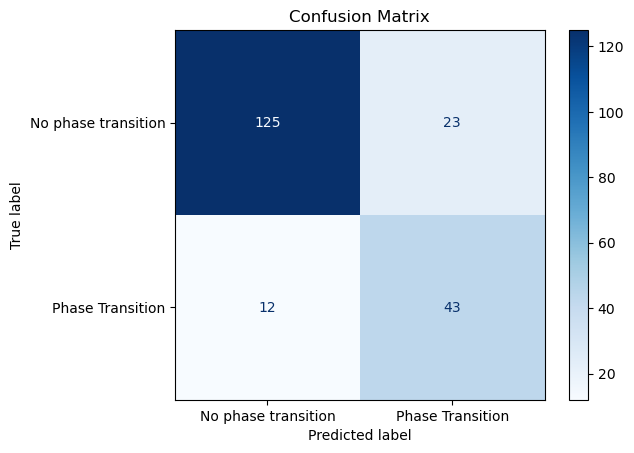 Confusion Matrix
True label
No phase transition
125
23
Phase Transition
12
43
No phase transition
Phase Transition
Predicted label
120
100
80
60
40
20